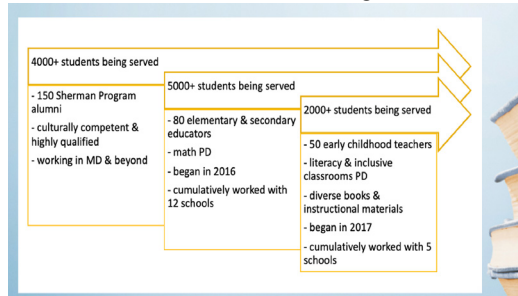 4000+ students being served
- 150 Sherman Program
alumni
- culturally competent &
highly qualified
- working in MD & beyond
5000+ students being served
- 80 elementary & secondary
educators
- math PD
- began in 2016
- cumulatively worked with
12 schools
2000+ students being served
- 50 early childhood teachers
- literacy & inclusive
classrooms PD
- diverse books &
instructional materials
- began in 2017
- cumulatively worked with 5
schools